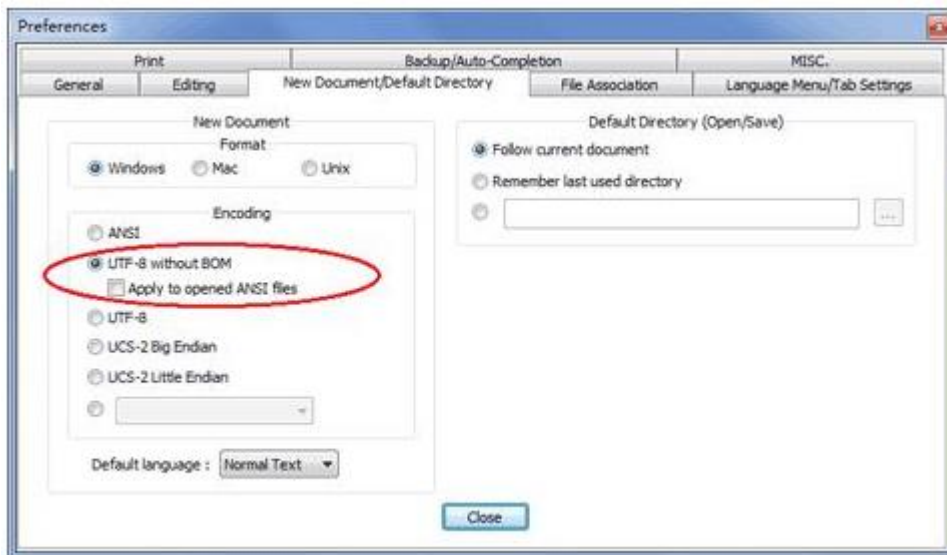 Preferences
Print Backup/Auto-Completion MISC.
General Editing New Document/Default Directory File Association Language Menu/Tab Settings
New Document
Format
Windows Mac Unix
Encoding
ANSI
UTF-8 without BOM
Apply to opened ANSI files
UTF-8
UCS-2 Big Endian
UCS-2 Little Endian
Default language : Normal Text
Default Directory (Open/Save)
Follow current document
Remember last used directory
...
Close